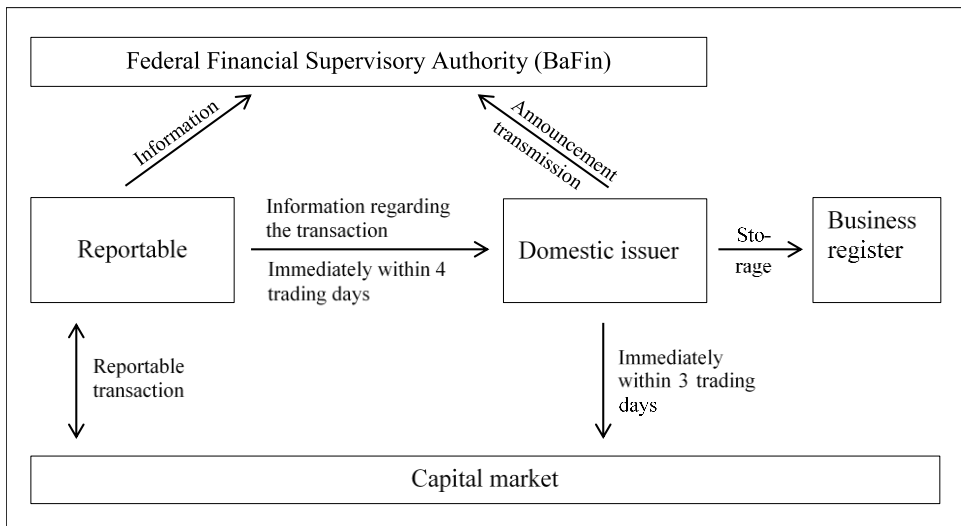 Federal Financial Supervisory Authority (BaFin)
Information
Announcement
transmission
Reportable
Information regarding
the transaction
Immediately within 4
trading days
Domestic issuer
Sto-
rage
Business
register
Reportable
transaction
Immediately
within 3 trading
days
Capital market